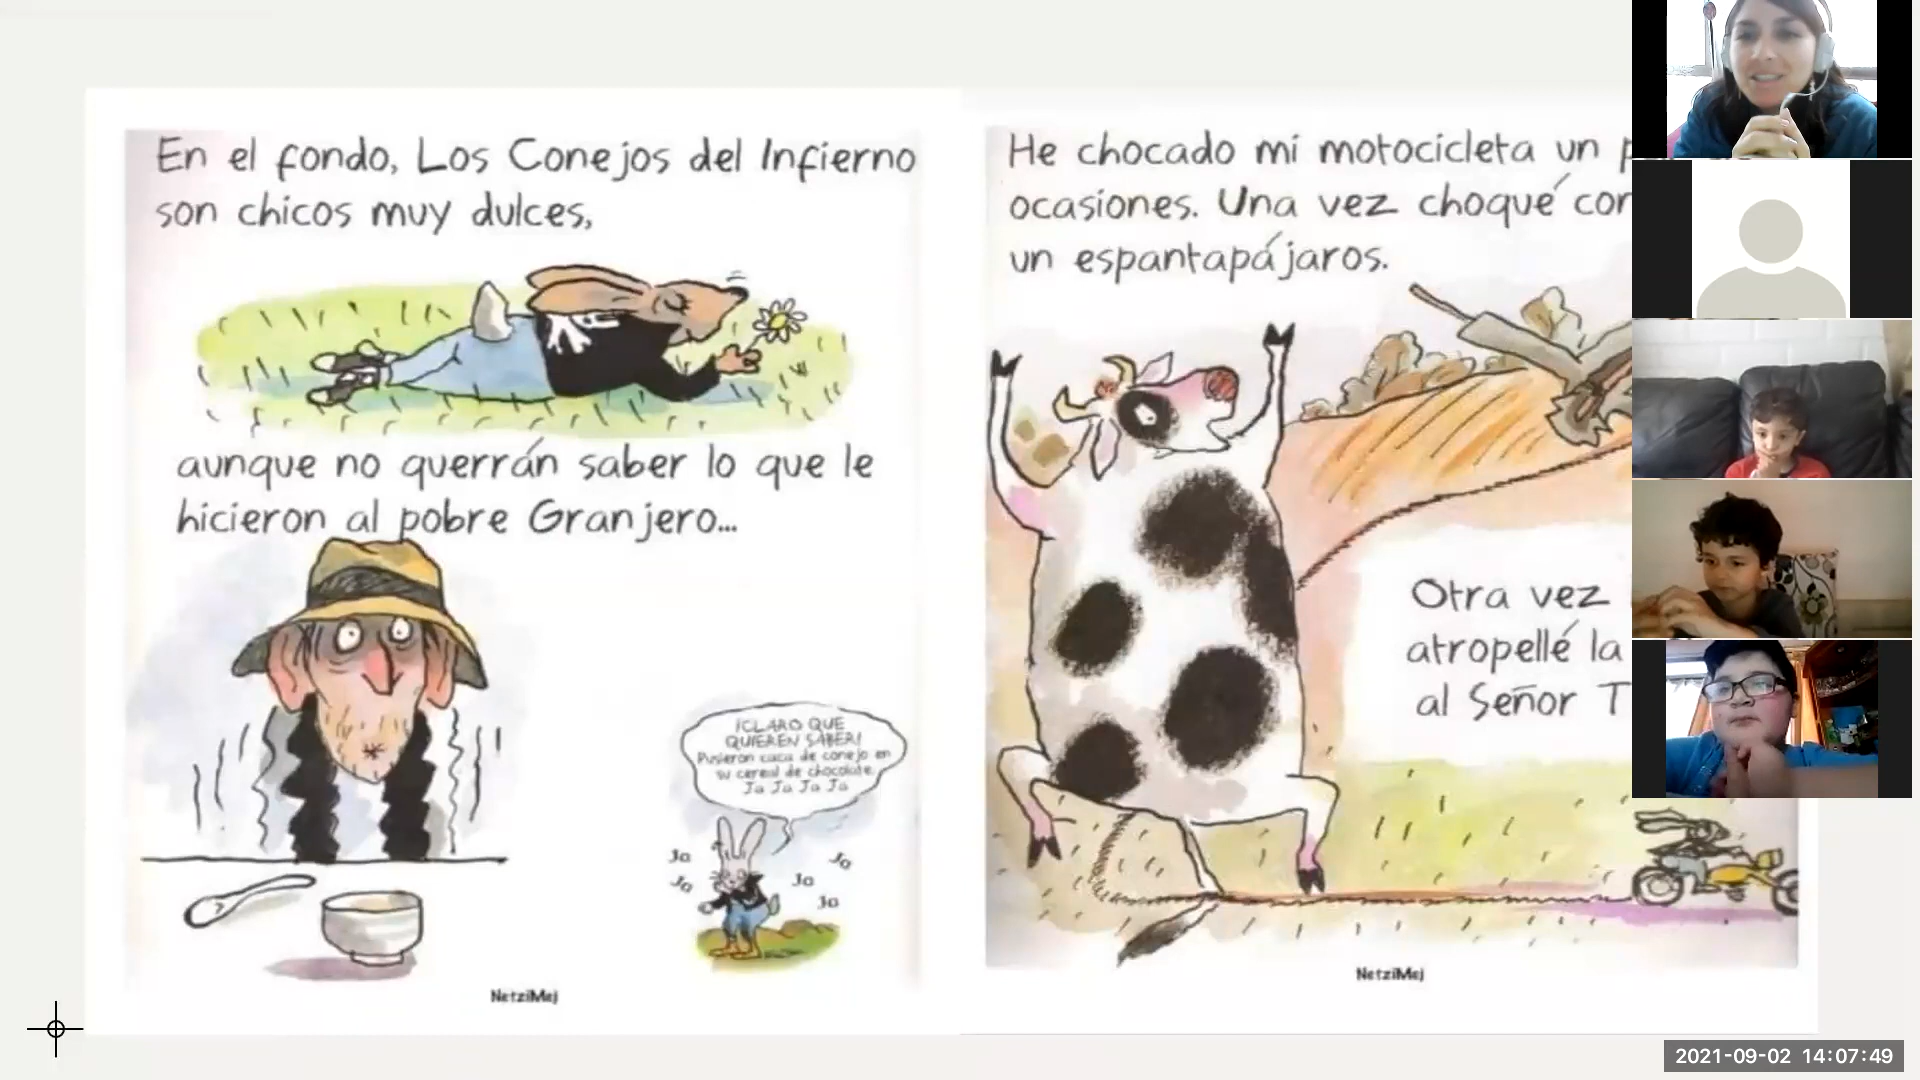 En el fondo, Los Conejos del Infierno
son chicos muy dulces,
aunque no querrán saber lo que le
hicieron al pobre Granjero...
¡CLARO QUE
QUIEREN SABER!
Pusieron caca de conejo en
su cereal de chocolate.
Ja Ja Ja Ja
Ja
Ja
Ja
Ja
Ja
NetziMej
He chocado mi motocicleta un
ocasiones. Una vez choqué con
un espantapájaros.
Otra vez
atropellé la
al Señor T
NetziMej
2021-09-02 14:07:49